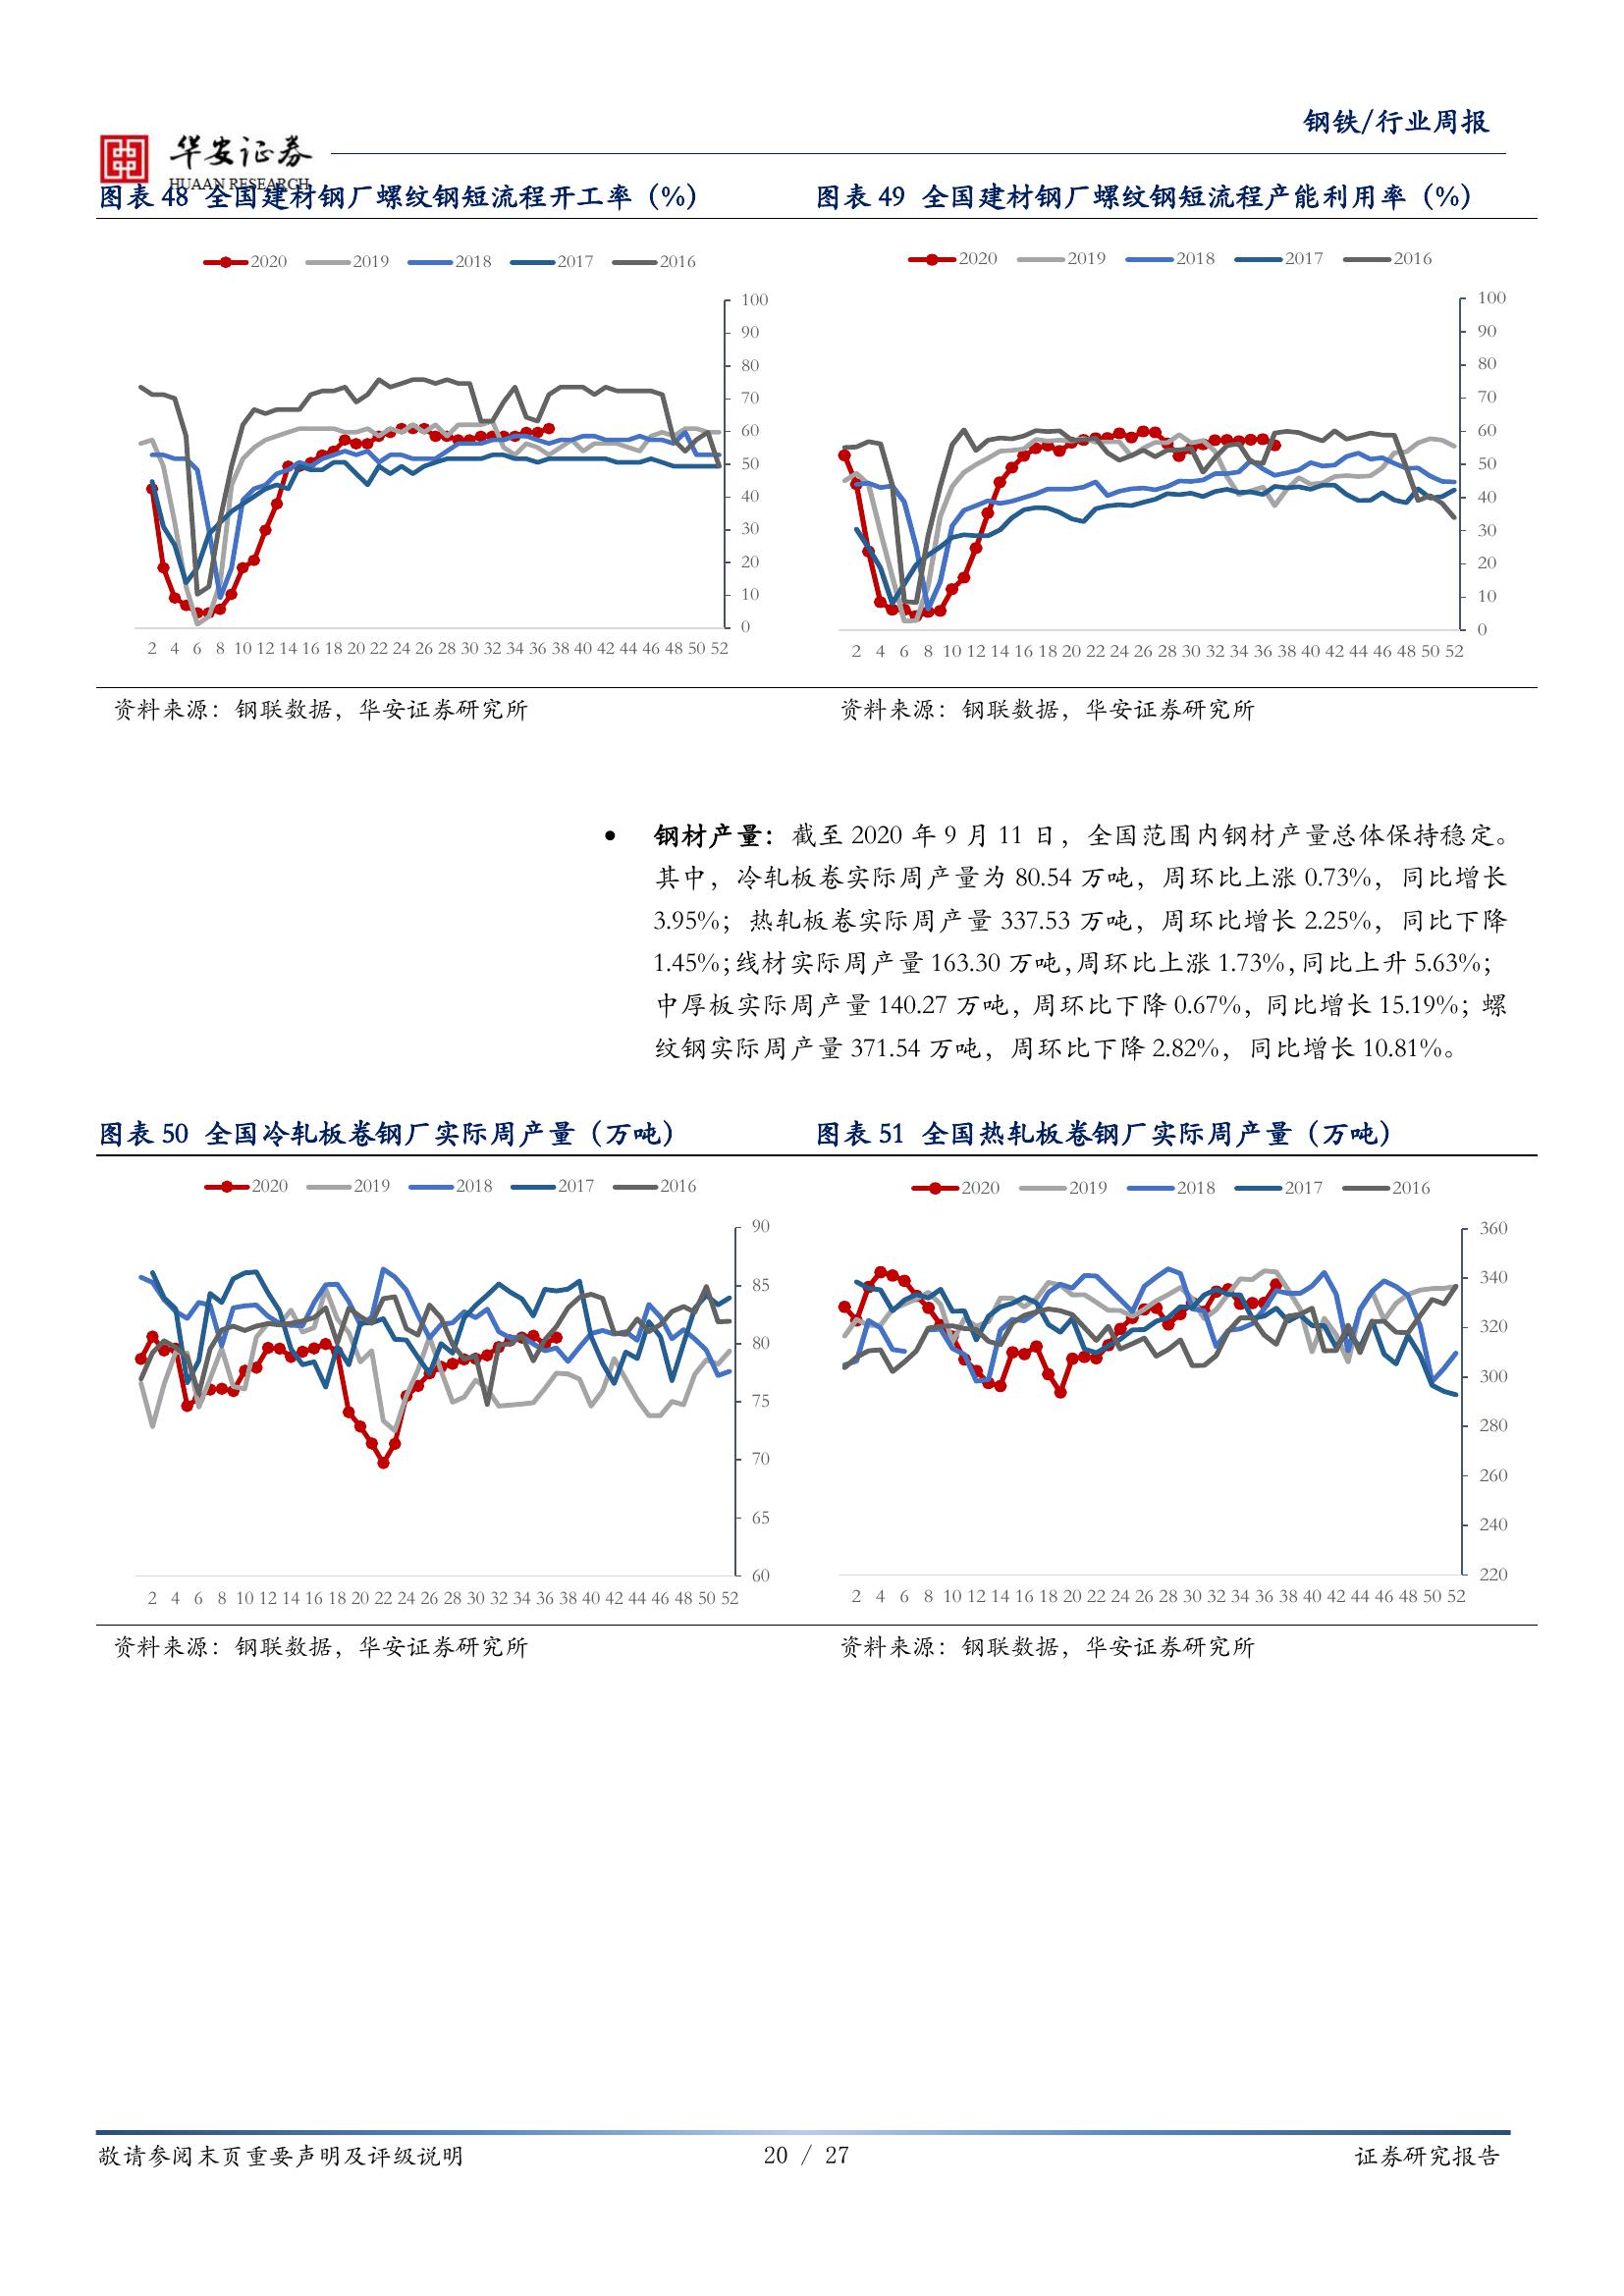 钢铁/行业周报
华安证券
HUAAN RESEARCH
图表 48 全国建材钢厂螺纹钢短流程开工率（%）
图表 49 全国建材钢厂螺纹钢短流程产能利用率（%）
2020 2019 2018 2017 2016
100
90
80
70
60
50
40
30
20
10
0
2 4 6 8 10 12 14 16 18 20 22 24 26 28 30 32 34 36 38 40 42 44 46 48 50 52
2020 2019 2018 2017 2016
100
90
80
70
60
50
40
30
20
10
0
2 4 6 8 10 12 14 16 18 20 22 24 26 28 30 32 34 36 38 40 42 44 46 48 50 52
资料来源：钢联数据，华安证券研究所
资料来源：钢联数据，华安证券研究所
• 钢材产量：截至 2020 年 9 月 11 日，全国范围内钢材产量总体保持稳定。
其中，冷轧板卷实际周产量为 80.54 万吨，周环比上涨 0.73%，同比增长
3.95%；热轧板卷实际周产量 337.53 万吨，周环比增长 2.25%，同比下降
1.45%；线材实际周产量 163.30 万吨，周环比上涨 1.73%，同比上升 5.63%；
中厚板实际周产量 140.27 万吨，周环比下降 0.67%，同比增长 15.19%；螺
纹钢实际周产量 371.54 万吨，周环比下降 2.82%，同比增长 10.81%。
图表 50 全国冷轧板卷钢厂实际周产量（万吨）
图表 51 全国热轧板卷钢厂实际周产量（万吨）
2020 2019 2018 2017 2016
90
85
80
75
70
65
60
2 4 6 8 10 12 14 16 18 20 22 24 26 28 30 32 34 36 38 40 42 44 46 48 50 52
2020 2019 2018 2017 2016
360
340
320
300
280
260
240
220
2 4 6 8 10 12 14 16 18 20 22 24 26 28 30 32 34 36 38 40 42 44 46 48 50 52
资料来源：钢联数据，华安证券研究所
资料来源：钢联数据，华安证券研究所
敬请参阅末页重要声明及评级说明
20 / 27
证券研究报告